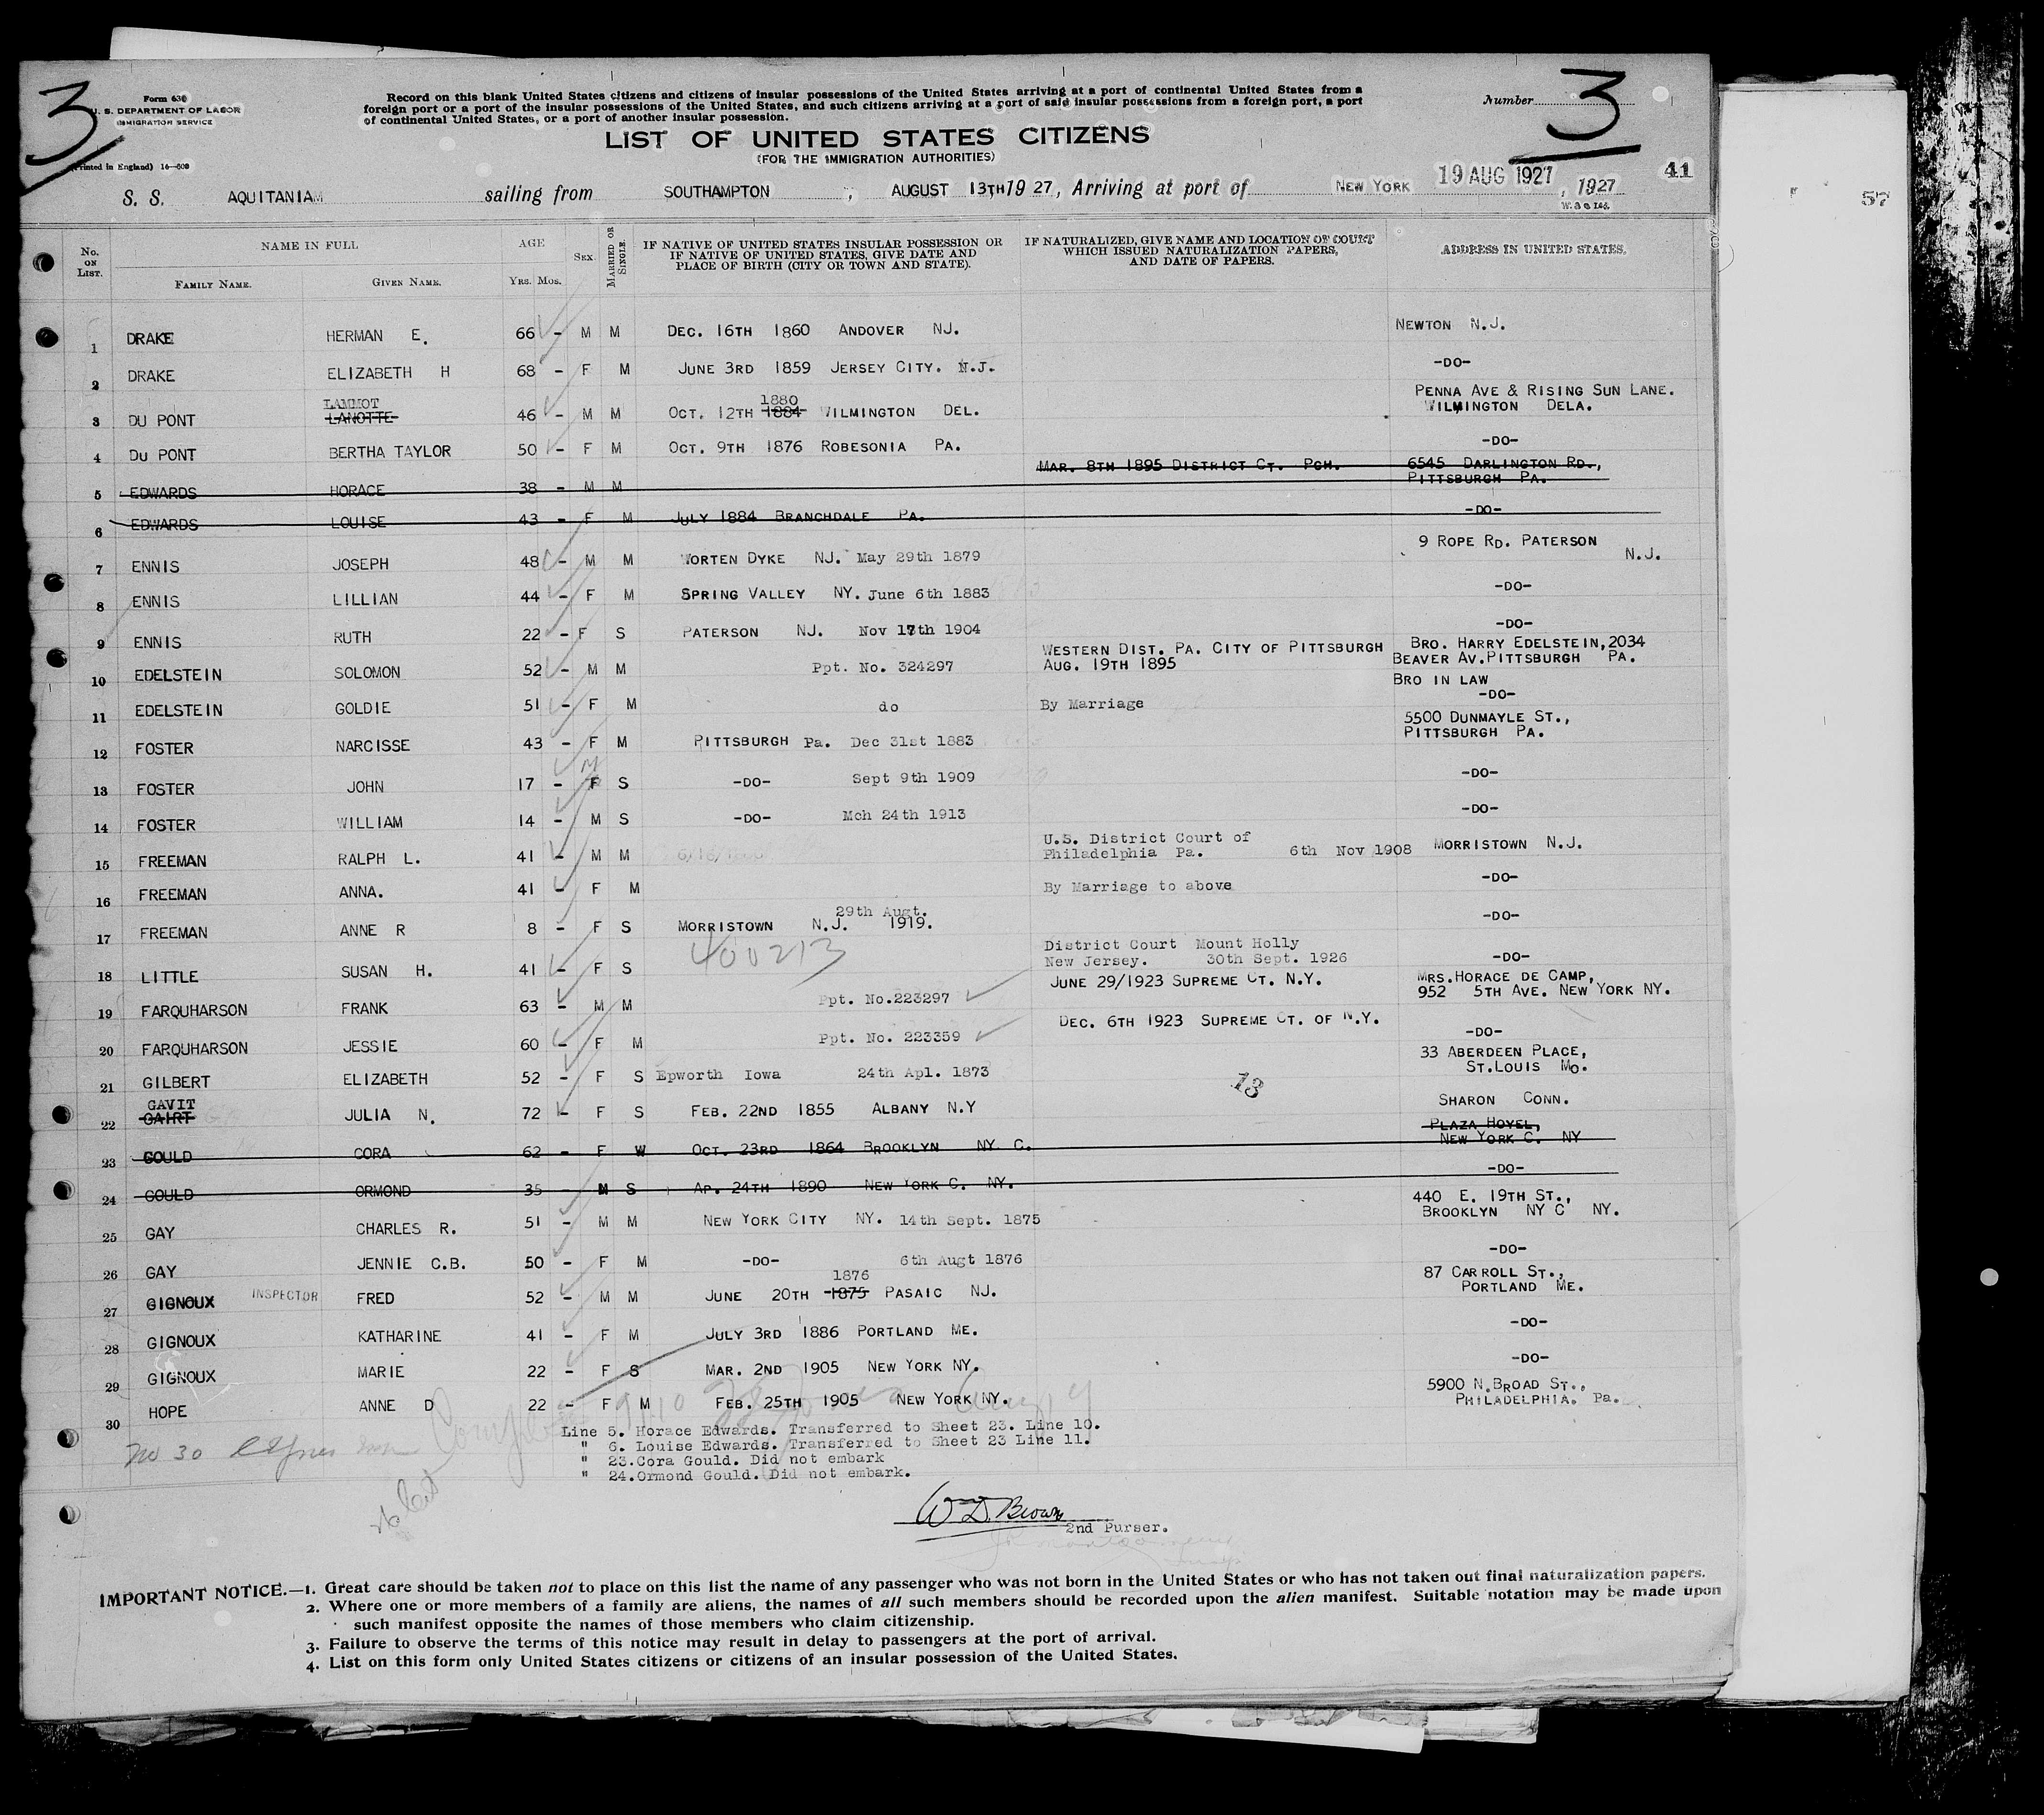 3
Form 630
U. S. DEPARTMENT OF LABOR
IMMIGRATION SERVICE
(Printed in England) 14—608
Record on this blank United States citizens and citizens of insular possessions of the United States arriving at a port of continental United States from a
foreign port or a port of the insular possessions of the United States, and such citizens arriving at a port of said insular possessions from a foreign port, a port
of continental United States, or a port of another insular possession.
Number 3
LIST OF UNITED STATES CITIZENS
(FOR THE IMMIGRATION AUTHORITIES)
41
57
S. S. AQUITANIA sailing from SOUTHAMPTON, AUGUST 13TH 19 27, Arriving at port of NEW YORK 19 AUG 1927, 1927
No. ON LIST. NAME IN FULL AGE SEX. MARRIED OR SINGLE. IF NATIVE OF UNITED STATES INSULAR POSSESSION OR IF NATIVE OF UNITED STATES, GIVE DATE AND PLACE OF BIRTH (CITY OR TOWN AND STATE). IF NATURALIZED, GIVE NAME AND LOCATION OF COURT WHICH ISSUED NATURALIZATION PAPERS, AND DATE OF PAPERS. ADDRESS IN UNITED STATES.
FAMILY NAME. GIVEN NAME. YRS. MOS.
1 DRAKE HERMAN E. 66 - M M DEC. 16TH 1860 ANDOVER NJ. NEWTON N.J.
2 DRAKE ELIZABETH H 68 - F M JUNE 3RD 1859 JERSEY CITY. N.J. -DO-
3 DU PONT LAMMOT LANOTTE 46 - M M OCT. 12TH 1880 1884 WILMINGTON DEL. PENNA AVE & RISING SUN LANE. WILMINGTON DELA.
4 DU PONT BERTHA TAYLOR 50 - F M OCT. 9TH 1876 ROBESONIA PA. -DO-
5 EDWARDS HORACE 38 - M M MAR. 8TH 1895 DISTRICT CT. PGH. 6545 DARLINGTON RD., PITTSBURGH PA.
6 EDWARDS LOUISE 43 - F M JULY 1884 BRANCHDALE PA. -DO-
7 ENNIS JOSEPH 48 - M M WORTEN DYKE NJ. May 29th 1879 9 ROPE RD. PATERSON N.J.
8 ENNIS LILLIAN 44 - F M SPRING VALLEY NY. June 6th 1883 -DO-
9 ENNIS RUTH 22 - F S PATERSON NJ. Nov 17th 1904 -DO-
10 EDELSTEIN SOLOMON 52 - M M Ppt. No. 324297 WESTERN DIST. PA. CITY OF PITTSBURGH AUG. 19TH 1895 BRO. HARRY EDELSTEIN, 2034 BEAVER AV. PITTSBURGH PA.
11 EDELSTEIN GOLDIE 51 - F M do By Marriage BRO IN LAW -DO-
12 FOSTER NARCISSE 43 - F M PITTSBURGH Pa. Dec 31st 1883 5500 DUNMAYLE ST., PITTSBURGH PA.
13 FOSTER JOHN 17 - M F S -DO- Sept 9th 1909 -DO-
14 FOSTER WILLIAM 14 - M S -DO- Mch 24th 1913 -DO-
15 FREEMAN RALPH L. 41 - M M U.S. District Court of Philadelphia Pa. 6th Nov 1908 MORRISTOWN N.J.
16 FREEMAN ANNA. 41 - F M By Marriage to above -DO-
17 FREEMAN ANNE R 8 - F S MORRISTOWN N.J. 29th Augt. 1919. -DO-
18 LITTLE SUSAN H. 41 - F S 400213 District Court Mount Holly New Jersey. 30th Sept. 1926 -DO-
19 FARQUHARSON FRANK 63 - M M Ppt. No. 223297 JUNE 29/1923 SUPREME CT. N.Y. MRS. HORACE DE CAMP, 952 5TH AVE. NEW YORK NY.
20 FARQUHARSON JESSIE 60 - F M Ppt. No. 223359 DEC. 6TH 1923 SUPREME CT. OF N.Y. -DO-
21 GILBERT ELIZABETH 52 - F S Epworth Iowa 24th Apl. 1873 13 33 ABERDEEN PLACE, ST. LOUIS MO.
22 GAVIT GAIRT JULIA N. 72 - F S FEB. 22ND 1855 ALBANY N.Y SHARON CONN.
23 GOULD CORA 62 - F W OCT. 23RD 1864 BROOKLYN NY C. PLAZA HOYEL, NEW YORK C. NY
24 GOULD ORMOND 35 - M S AP. 24TH 1890 NEW YORK C. NY. -DO-
25 GAY CHARLES R. 51 - M M NEW YORK CITY NY. 14th Sept. 1875 440 E. 19TH ST., BROOKLYN NY C NY.
26 GAY JENNIE C.B. 50 - F M -DO- 6th Augt 1876 -DO-
27 GIGNOUX INSPECTOR FRED 52 - M M JUNE 20TH 1876 1875 PASAIC NJ. 87 CARROLL ST., PORTLAND ME.
28 GIGNOUX KATHARINE 41 - F M JULY 3RD 1886 PORTLAND ME. -DO-
29 GIGNOUX MARIE 22 - F S MAR. 2ND 1905 NEW YORK NY. -DO-
30 HOPE ANNE D 22 - F M FEB. 25TH 1905 NEW YORK NY. 5900 N. BROAD ST., PHILADELPHIA. Pa.
Line 5. Horace Edwards. Transferred to Sheet 23. Line 10.
" 6. Louise Edwards. Transferred to Sheet 23 Line 11.
" 23. Cora Gould. Did not embark
" 24. Ormond Gould. Did not embark.
No 30
Wm D. Brown
2nd Purser.
IMPORTANT NOTICE.—1. Great care should be taken not to place on this list the name of any passenger who was not born in the United States or who has not taken out final naturalization papers.
2. Where one or more members of a family are aliens, the names of all such members should be recorded upon the alien manifest. Suitable notation may be made upon
such manifest opposite the names of those members who claim citizenship.
3. Failure to observe the terms of this notice may result in delay to passengers at the port of arrival.
4. List on this form only United States citizens or citizens of an insular possession of the United States.